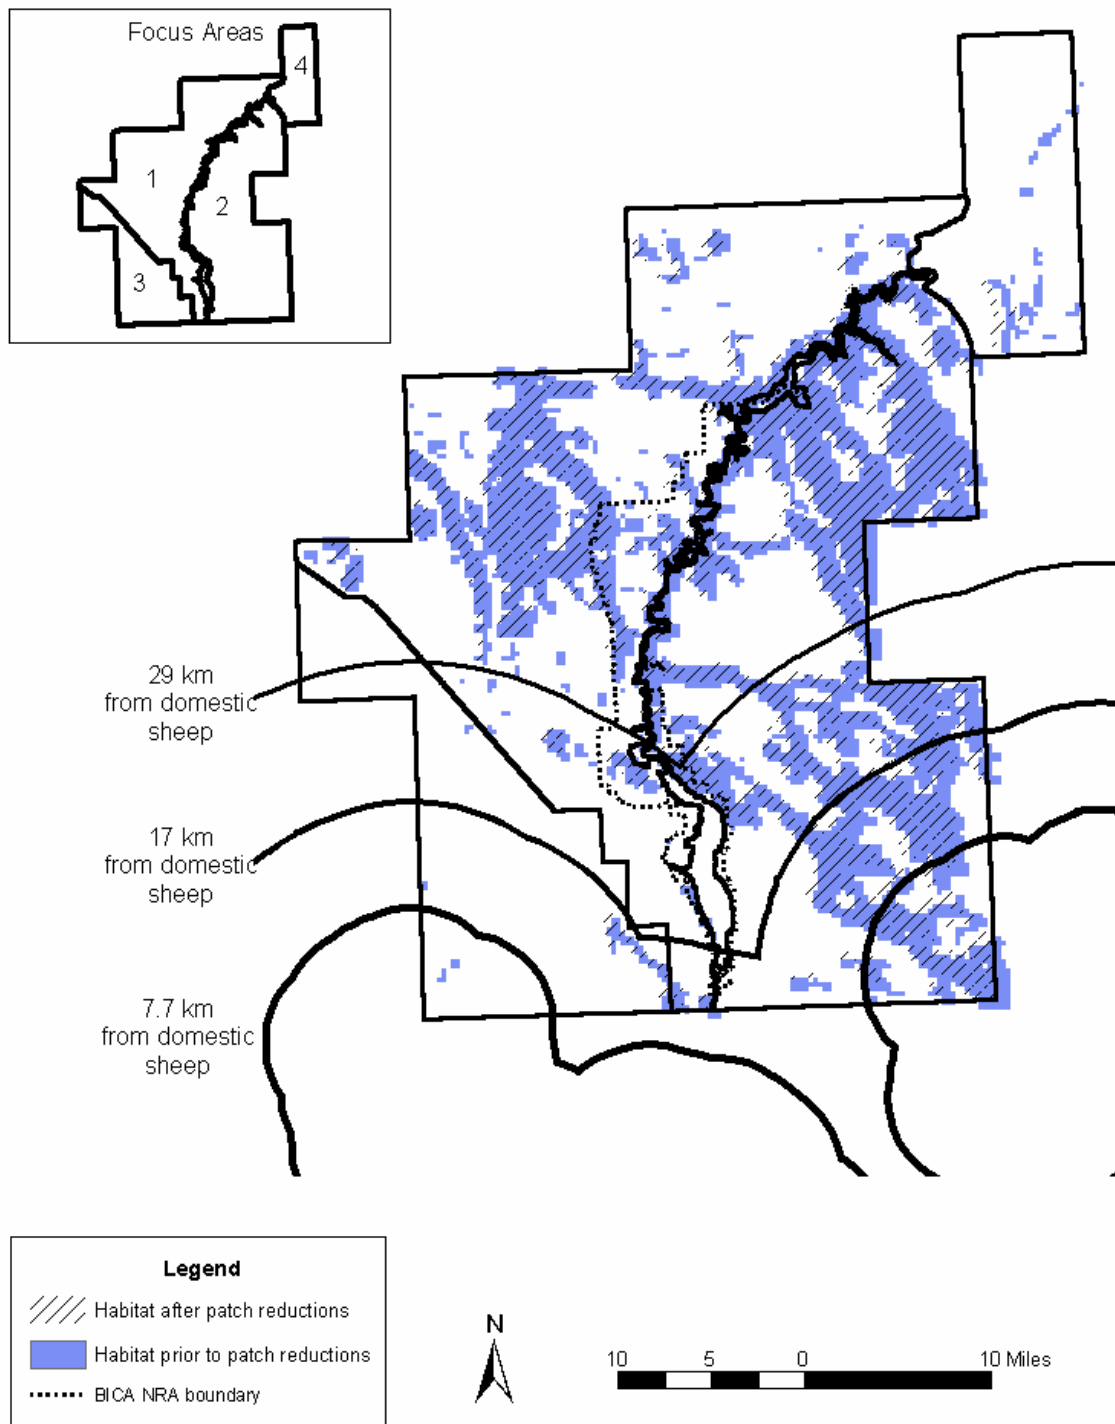 Focus Areas
4
1
2
3
29 km
from domestic
sheep
17 km
from domestic
sheep
7.7 km
from domestic
sheep
Legend
Habitat after patch reductions
Habitat prior to patch reductions
BICA NRA boundary
N
10 5 0 10 Miles